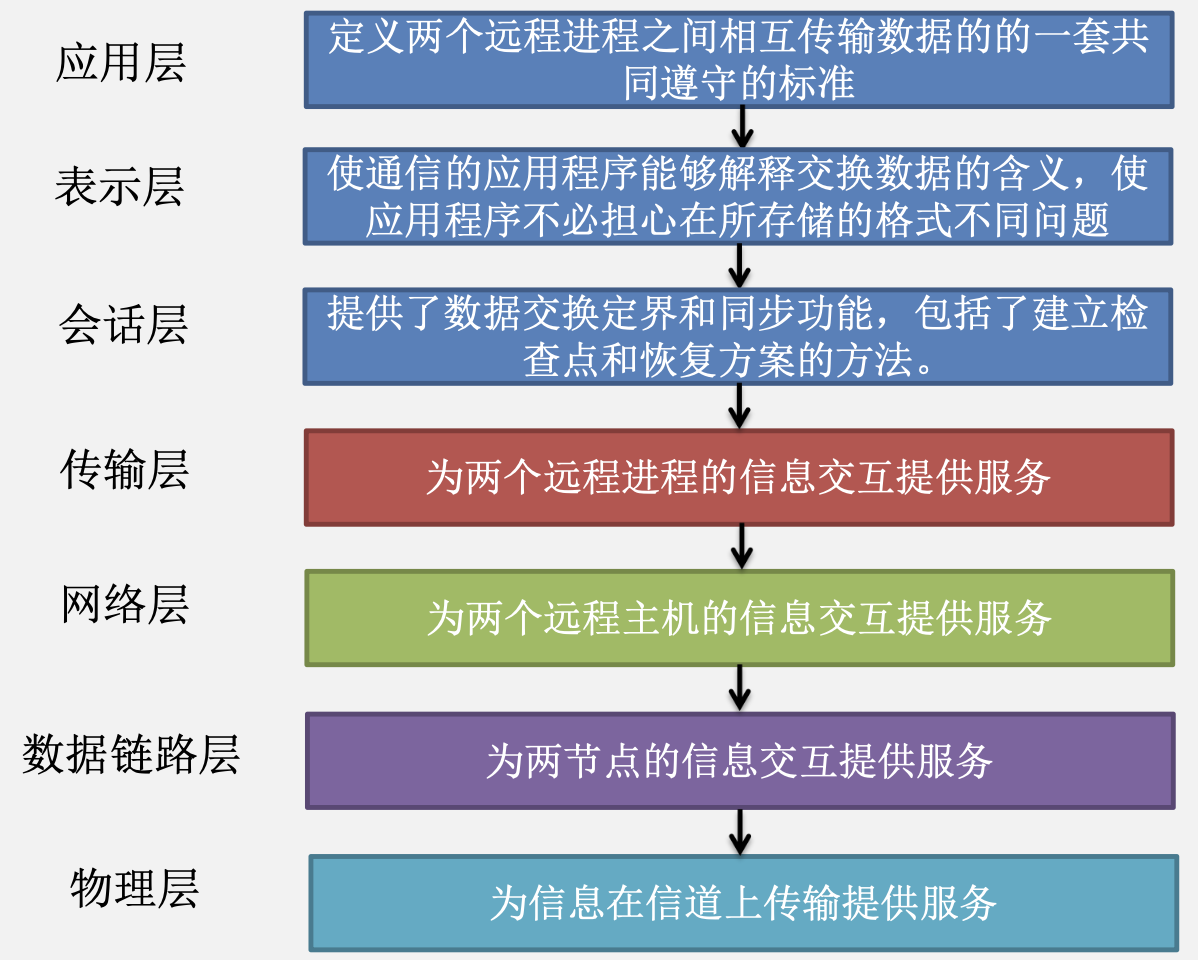 应用层
定义两个远程进程之间相互传输数据的的一套共
同遵守的标准
表示层
使通信的应用程序能够解释交换数据的含义，使
应用程序不必担心在所存储的格式不同问题
会话层
提供了数据交换定界和同步功能，包括了建立检
查点和恢复方案的方法。
传输层
为两个远程进程的信息交互提供服务
网络层
为两个远程主机的信息交互提供服务
数据链路层
为两节点的信息交互提供服务
物理层
为信息在信道上传输提供服务